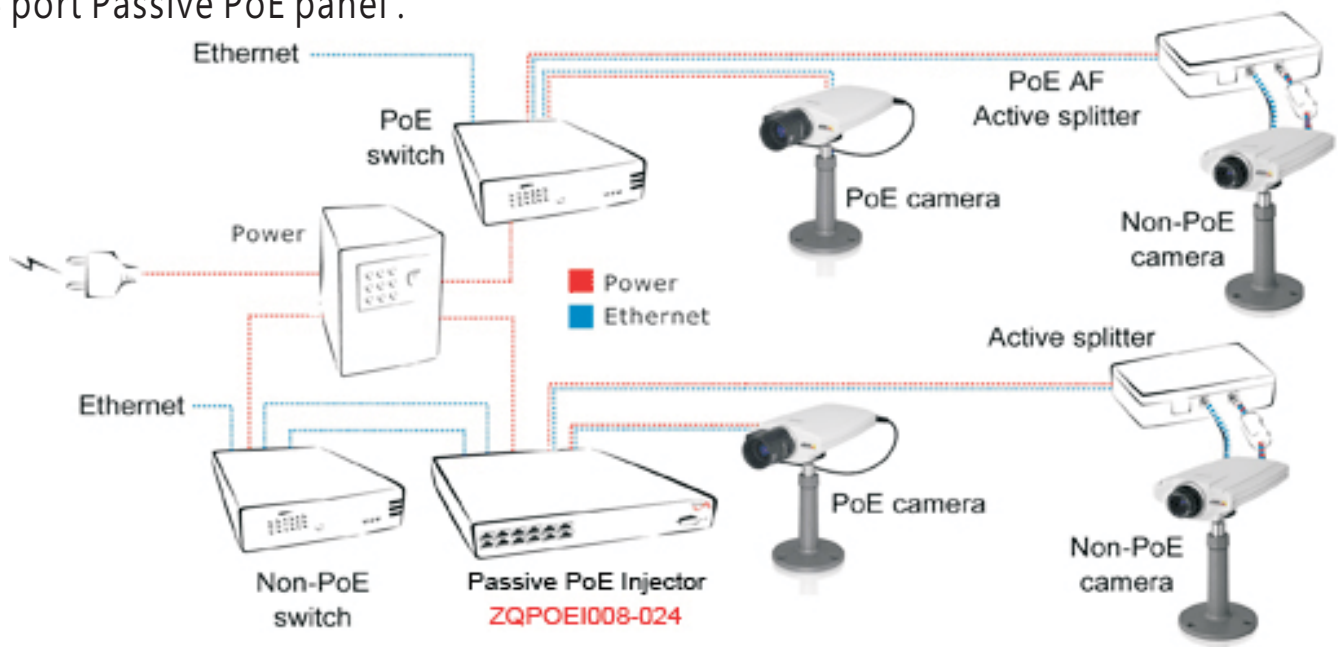 port Passive PoE panel .
Ethernet
PoE AF
Active splitter
PoE
switch
PoE camera
Non-PoE
camera
Power
Power
Ethernet
Active splitter
Ethernet
PoE camera
Non-PoE
camera
Non-PoE
switch
Passive PoE Injector
ZQPOEI008-024